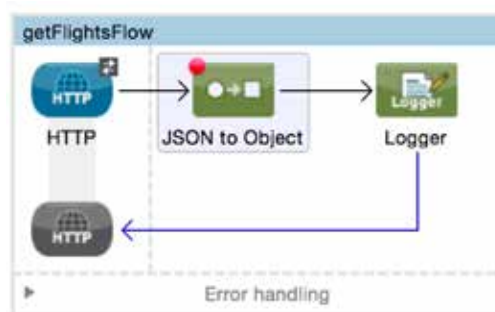 getFlightsFlow
HTTP
Logger
HTTP
JSON to Object
Logger
HTTP
Error handling